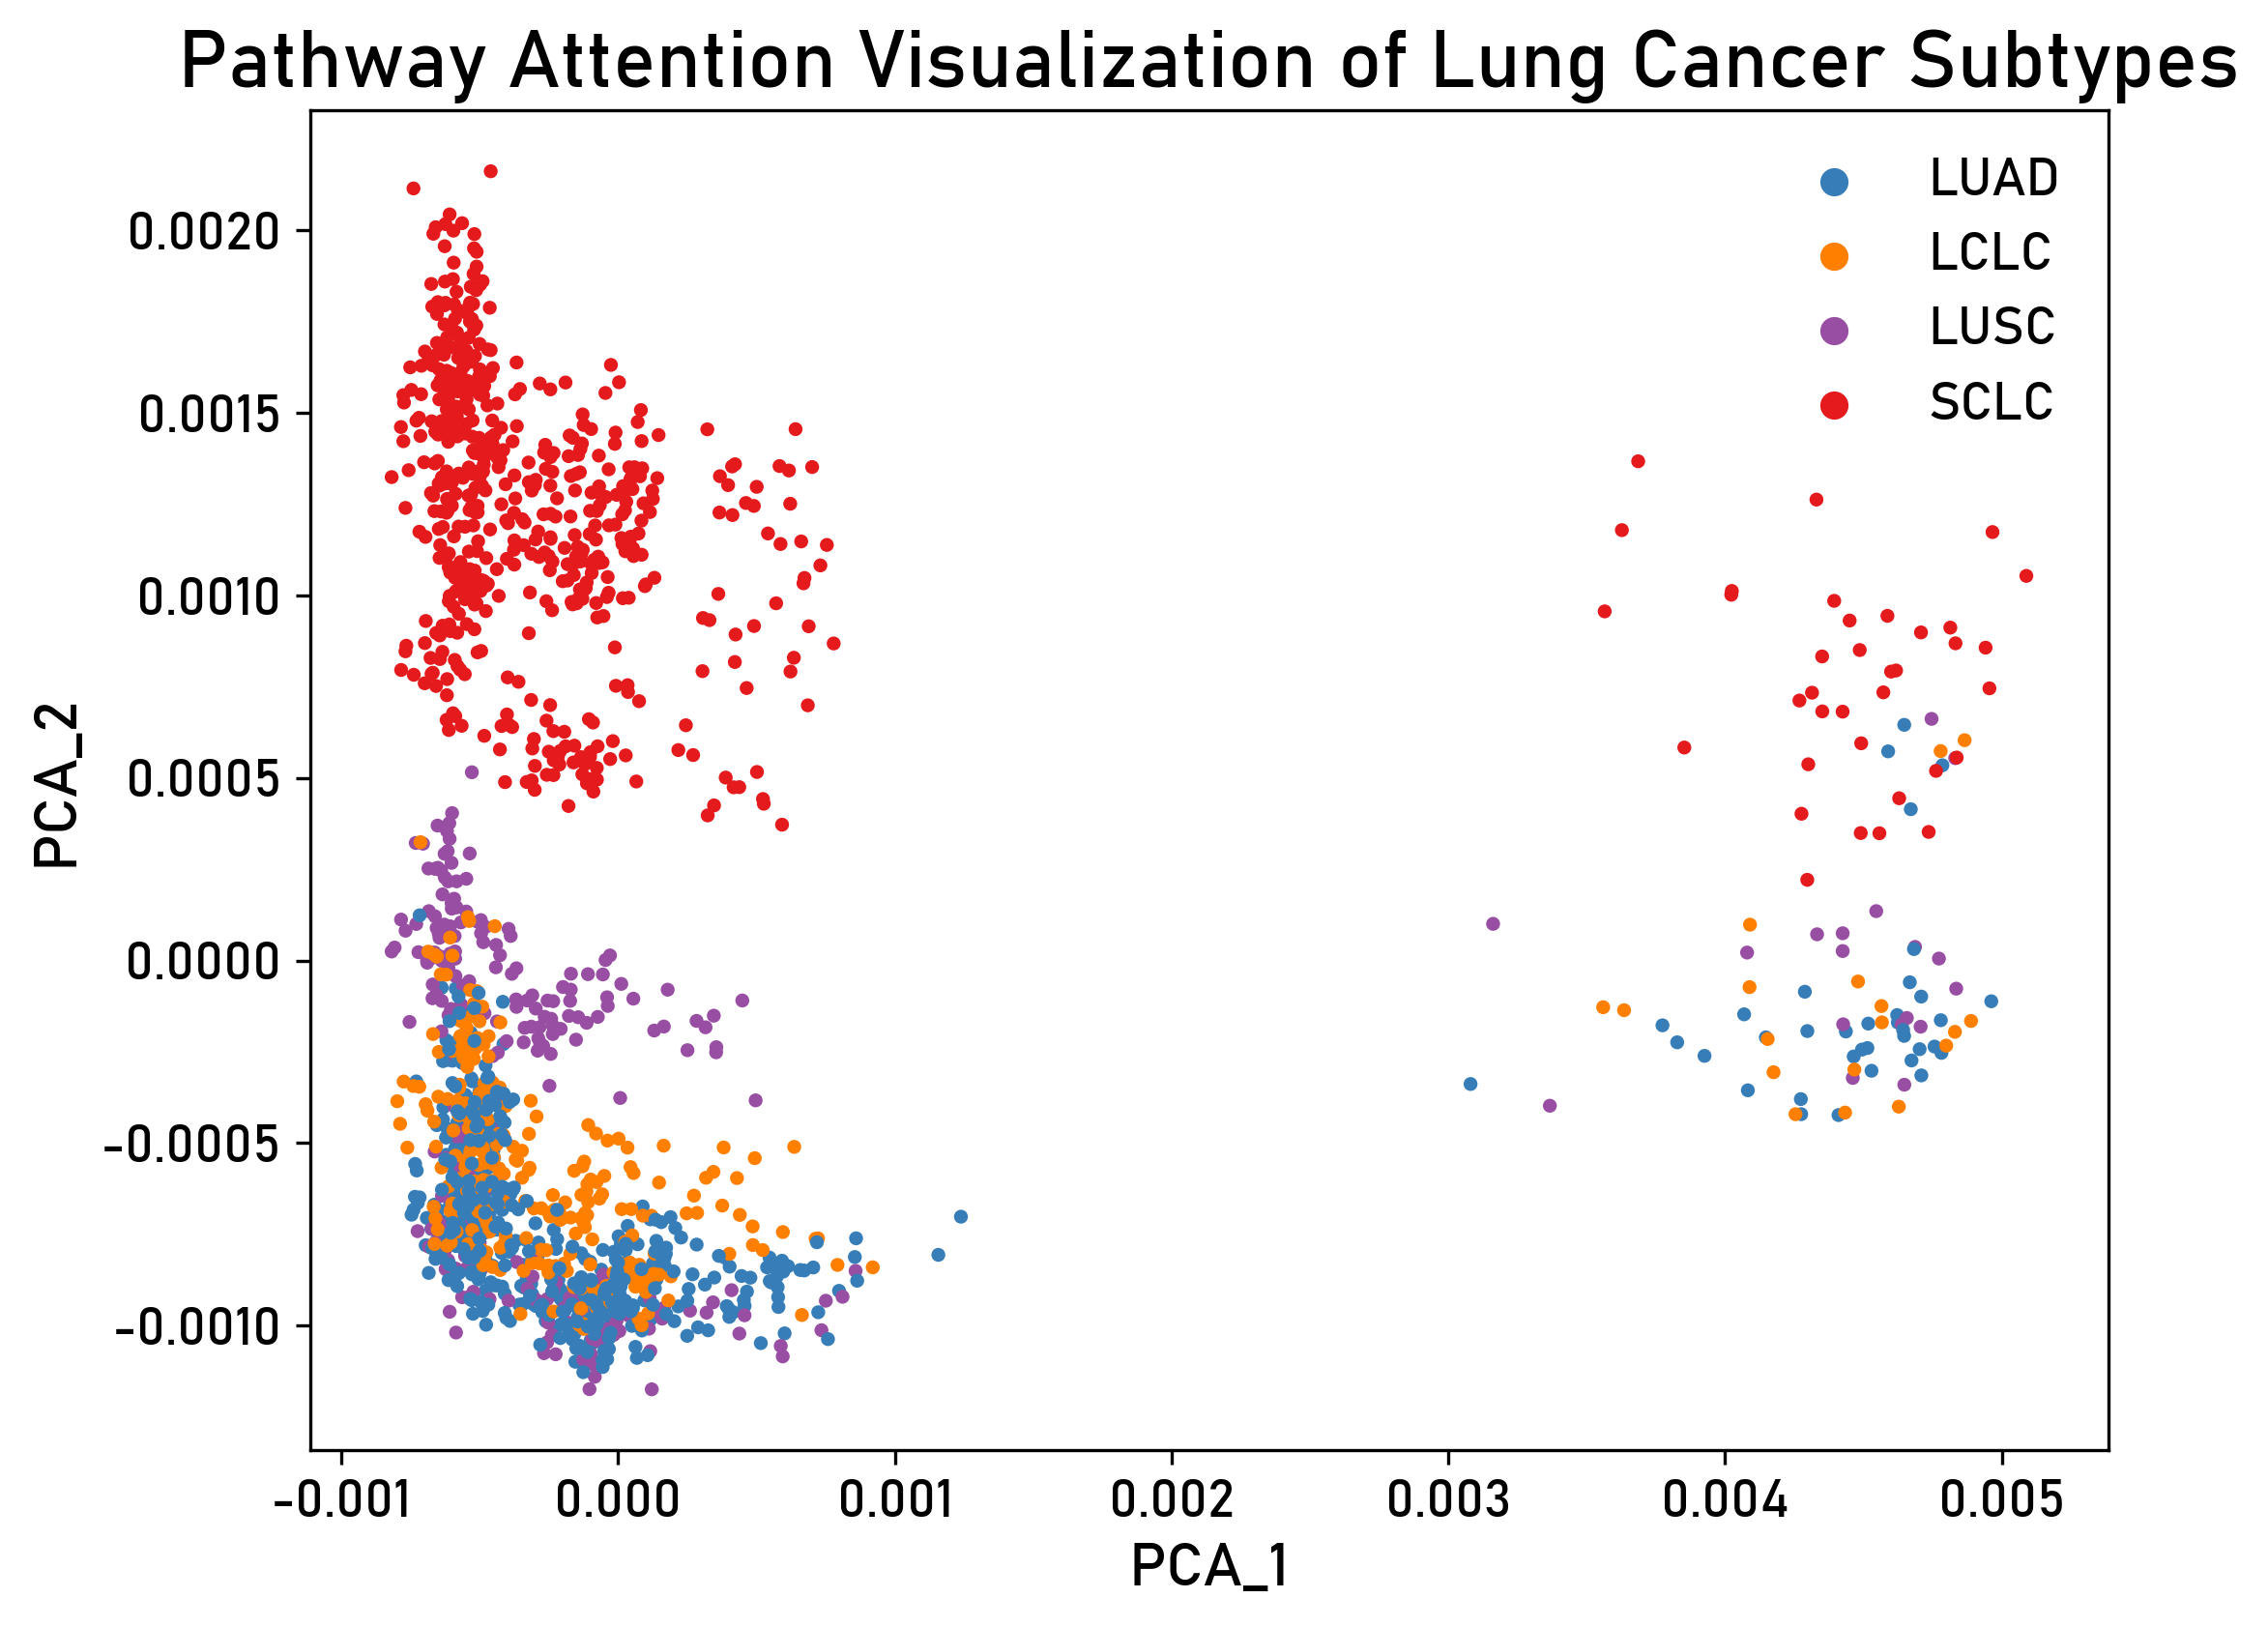 Pathway Attention Visualization of Lung Cancer Subtypes
LUAD
LCLC
LUSC
SCLC
0.0020
0.0015
0.0010
0.0005
0.0000
-0.0005
-0.0010
PCA_2
-0.001 0.000 0.001 0.002 0.003 0.004 0.005
PCA_1